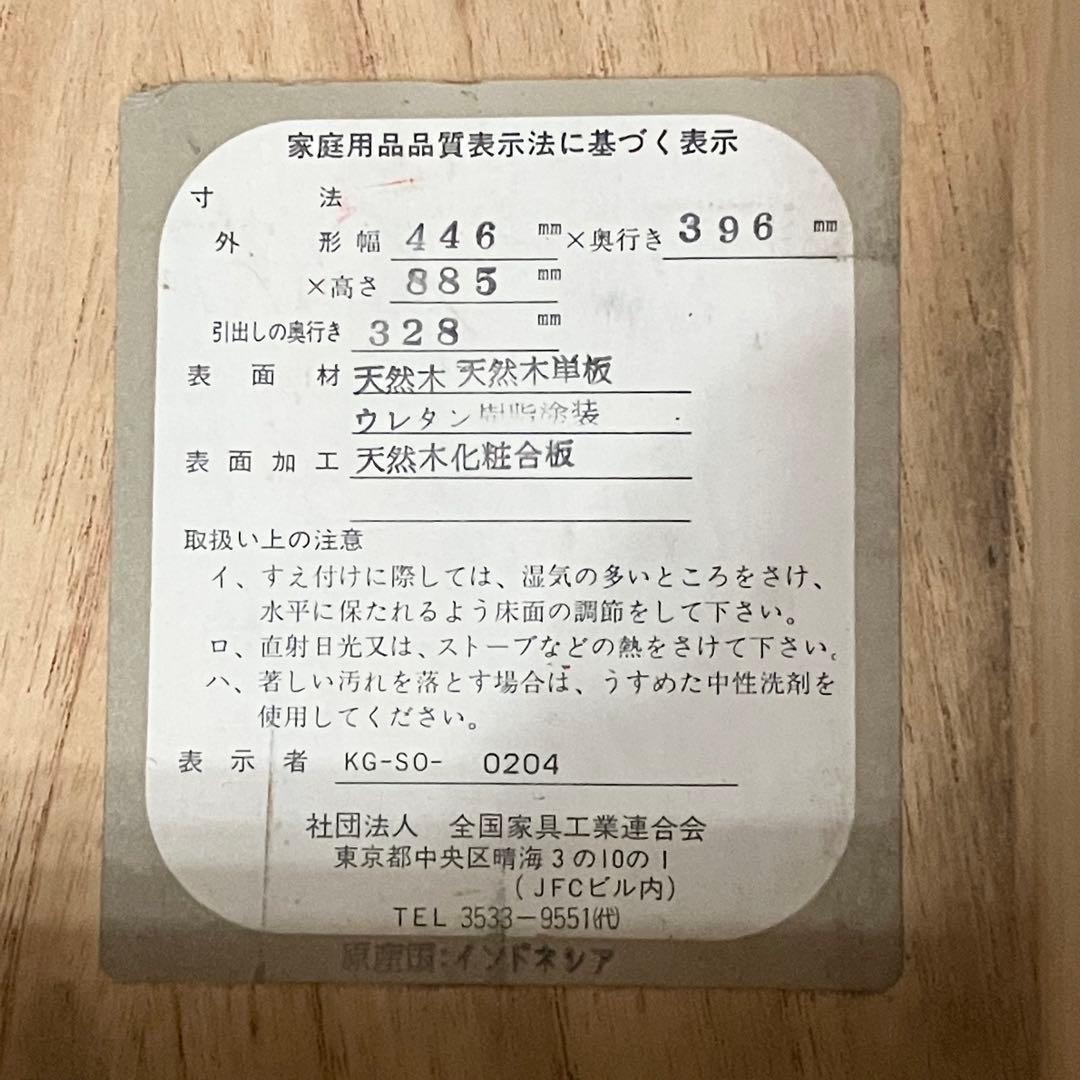 家庭用品品質表示法に基づく表示
寸法
外形幅 446 mm ×奥行き 396 mm
×高さ 885 mm
引出しの奥行き 328 mm
表面材 天然木 天然木単板
ウレタン樹脂塗装
表面加工 天然木化粧合板
取扱い上の注意
イ、すえ付けに際しては、湿気の多いところをさけ、
水平に保たれるよう床面の調節をして下さい。
ロ、直射日光又は、ストーブなどの熱をさけて下さい。
ハ、著しい汚れを落とす場合は、うすめた中性洗剤を
使用してください。
表示者 KG-SO- 0204
社団法人 全国家具工業連合会
東京都中央区晴海3の10の1
(JFCビル内)
TEL 3533-9551(代)
原産国:インドネシア